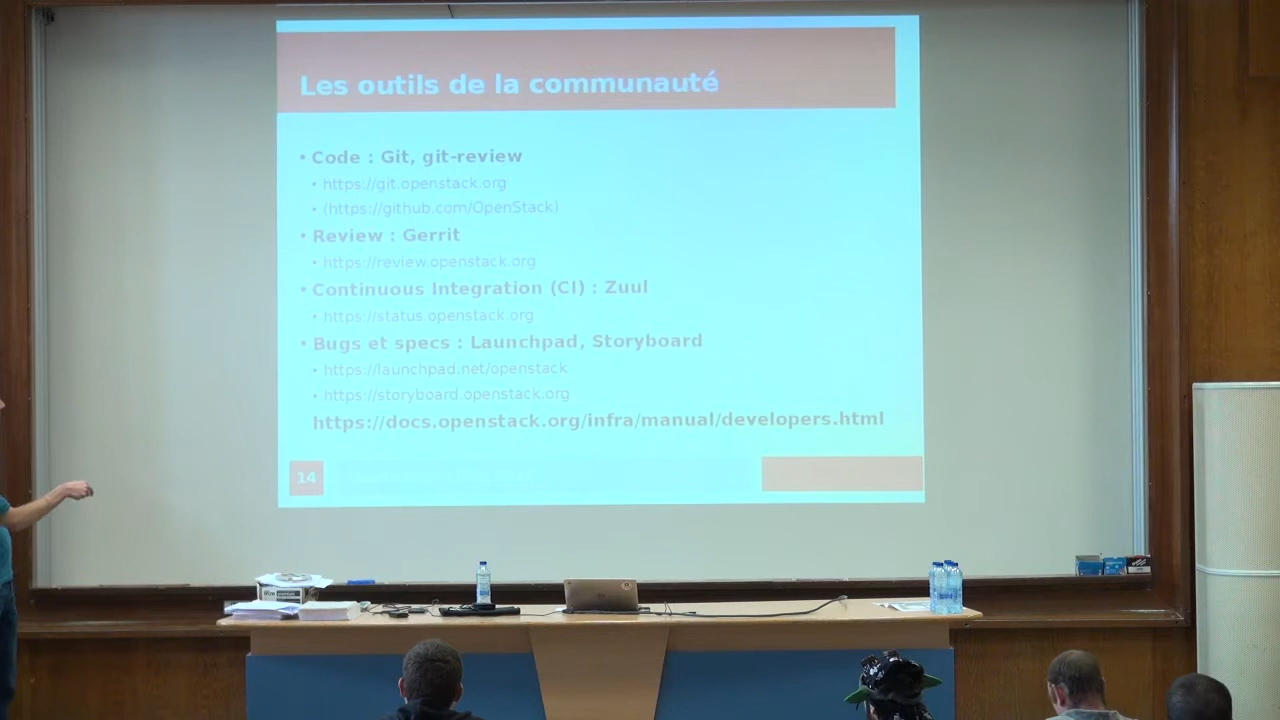 Les outils de la communauté
• Code : Git, git-review
• https://git.openstack.org
• (https://github.com/OpenStack)
• Review : Gerrit
• https://review.openstack.org
• Continuous Integration (CI) : Zuul
• https://status.openstack.org
• Bugs et specs : Launchpad, Storyboard
• https://launchpad.net/openstack
• https://storyboard.openstack.org
https://docs.openstack.org/infra/manual/developers.html
14